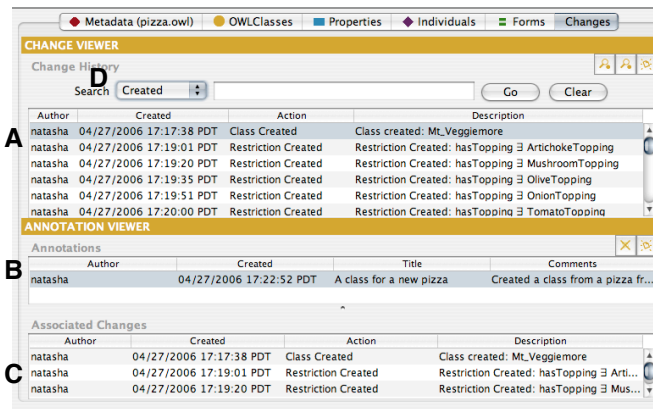 Metadata (pizza.owl) OWLClasses Properties Individuals Forms Changes
CHANGE VIEWER
Change History
D
Search Created Go Clear
Author Created Action Description
A
natasha 04/27/2006 17:17:38 PDT Class Created Class created: Mt_Veggiemore
natasha 04/27/2006 17:19:01 PDT Restriction Created Restriction Created: hasTopping ∃ ArtichokeTopping
natasha 04/27/2006 17:19:20 PDT Restriction Created Restriction Created: hasTopping ∃ MushroomTopping
natasha 04/27/2006 17:19:35 PDT Restriction Created Restriction Created: hasTopping ∃ OliveTopping
natasha 04/27/2006 17:19:51 PDT Restriction Created Restriction Created: hasTopping ∃ OnionTopping
natasha 04/27/2006 17:20:00 PDT Restriction Created Restriction Created: hasTopping ∃ TomatoTopping
ANNOTATION VIEWER
Annotations
Author Created Title Comments
B
natasha 04/27/2006 17:22:52 PDT A class for a new pizza Created a class from a pizza fr...
Associated Changes
Author Created Action Description
natasha 04/27/2006 17:17:38 PDT Class Created Class created: Mt_Veggiemore
C
natasha 04/27/2006 17:19:01 PDT Restriction Created Restriction Created: hasTopping ∃ Arti...
natasha 04/27/2006 17:19:20 PDT Restriction Created Restriction Created: hasTopping ∃ Mus...